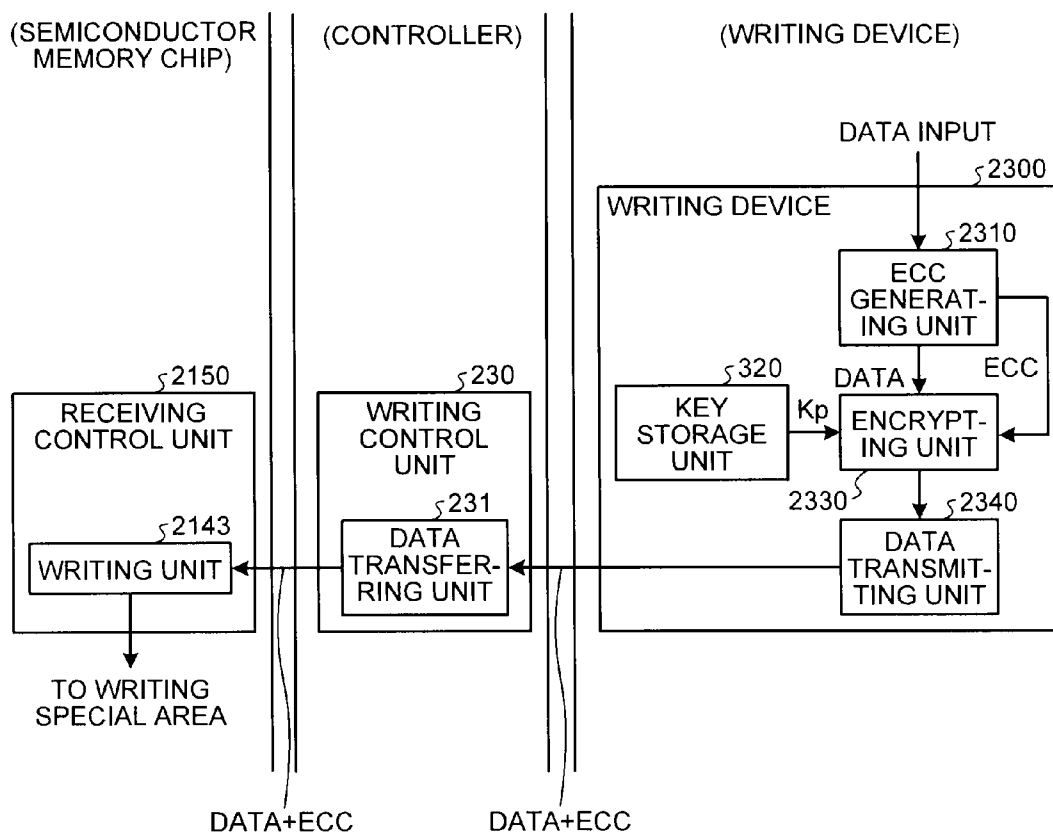 (SEMICONDUCTOR
MEMORY CHIP)
(CONTROLLER)
(WRITING DEVICE)
DATA INPUT
2300
WRITING DEVICE
2310
ECC
GENERAT-
ING UNIT
ECC
DATA
320
KEY
STORAGE
UNIT
Kp
ENCRYPT-
ING UNIT
2330
2340
DATA
TRANSMIT-
TING UNIT
230
WRITING
CONTROL
UNIT
231
DATA
TRANSFER-
RING UNIT
2150
RECEIVING
CONTROL UNIT
2143
WRITING UNIT
TO WRITING
SPECIAL AREA
DATA+ECC
DATA+ECC